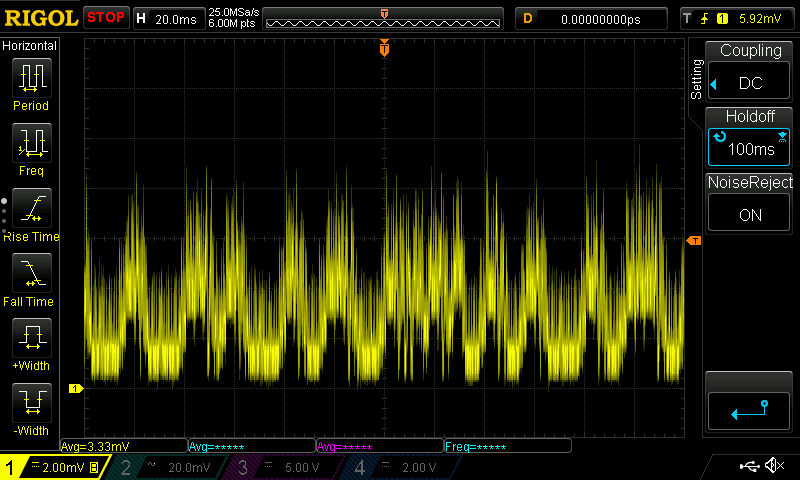 RIGOL STOP H 20.0ms 25.0MSa/s D 0.00000000ps T 1 5.92mV
6.00M pts
T
Horizontal
T
Period
Freq
Rise Time
Fall Time
+Width
-Width
Setting
Coupling
DC
Holdoff
100ms
NoiseReject
ON
T
1
Avg=3.33mV Avg=***** Avg=***** Freq=*****
1 2.00mV B 2 20.0mV 3 5.00 V 4 2.00 V